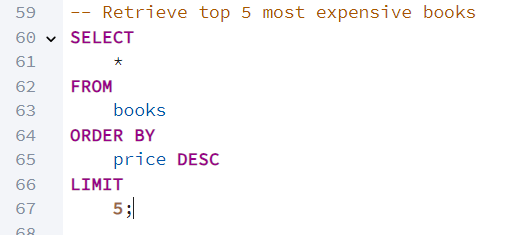 59 -- Retrieve top 5 most expensive books
60 SELECT
61     *
62 FROM
63     books
64 ORDER BY
65     price DESC
66 LIMIT
67     5;
68